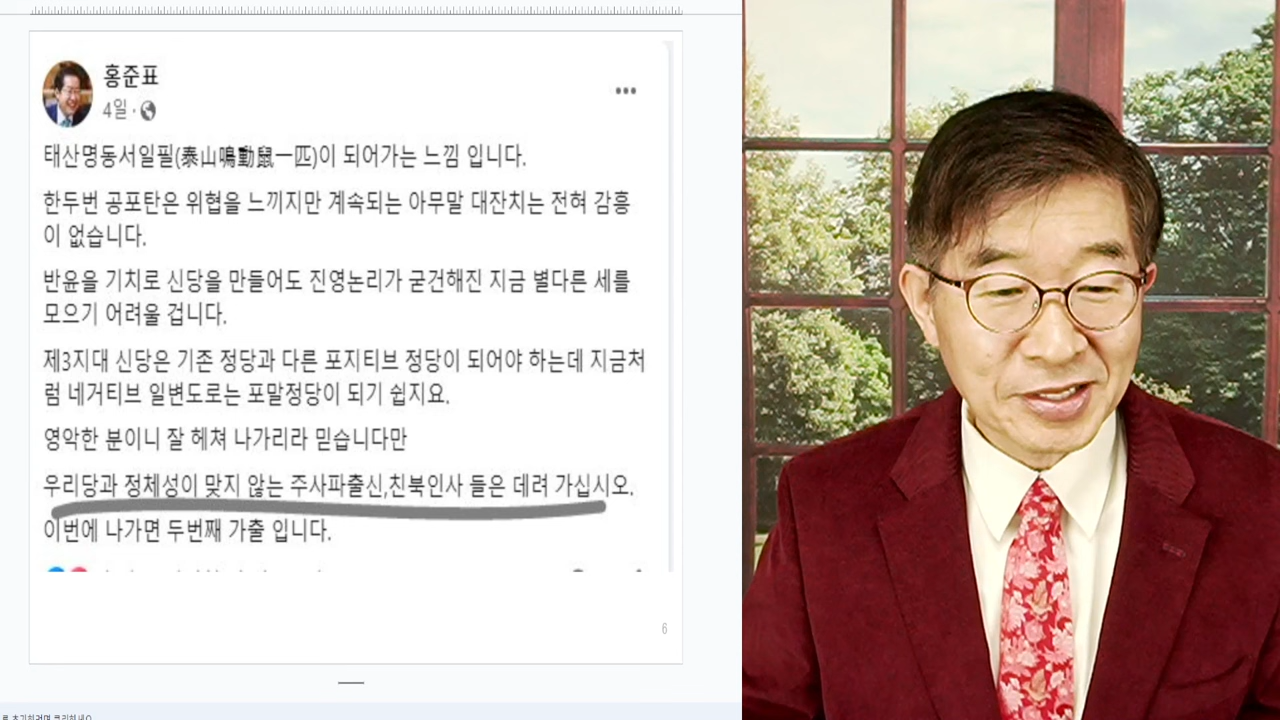 홍준표
4일 ·
태산명동서일필(泰山鳴動鼠一匹)이 되어가는 느낌 입니다.
한두번 공포탄은 위협을 느끼지만 계속되는 아무말 대잔치는 전혀 감흥
이 없습니다.
반윤을 기치로 신당을 만들어도 진영논리가 굳건해진 지금 별다른 세를
모으기 어려울 겁니다.
제3지대 신당은 기존 정당과 다른 포지티브 정당이 되어야 하는데 지금처
럼 네거티브 일변도로는 포말정당이 되기 쉽지요.
영악한 분이니 잘 헤쳐 나가리라 믿습니다만
우리당과 정체성이 맞지 않는 주사파출신,친북인사 들은 데려 가십시오.
이번에 나가면 두번째 가출 입니다.
6